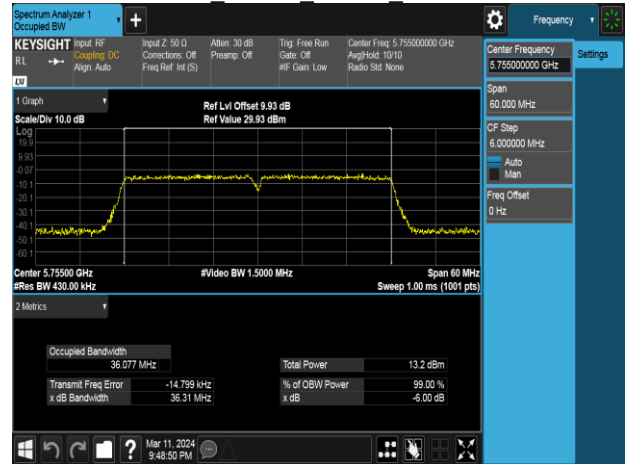 Spectrum Analyzer 1
Occupied BW
Frequency
KEYSIGHT
RL
Input: RF
Coupling: DC
Align: Auto
Input Z: 50 Ω
Corrections: Off
Freq Ref: Int (S)
Atten: 30 dB
Preamp: Off
Trig: Free Run
Gate: Off
#IF Gain: Low
Center Freq: 5.755000000 GHz
Avg|Hold: 10/10
Radio Std: None
LXI
1 Graph
Scale/Div 10.0 dB
Ref Lvl Offset 9.93 dB
Ref Value 29.93 dBm
Log
19.9
9.93
-0.07
-10.1
-20.1
-30.1
-40.1
-50.1
-60.1
Center 5.75500 GHz
#Res BW 430.00 kHz
#Video BW 1.5000 MHz
Span 60 MHz
Sweep 1.00 ms (1001 pts)
2 Metrics
Occupied Bandwidth
36.077 MHz
Transmit Freq Error -14.799 kHz
x dB Bandwidth 36.31 MHz
Total Power 13.2 dBm
% of OBW Power 99.00 %
x dB -6.00 dB
Center Frequency
5.755000000 GHz
Span
60.000 MHz
CF Step
6.000000 MHz
Auto
Man
Freq Offset
0 Hz
Settings
Mar 11, 2024
9:48:50 PM